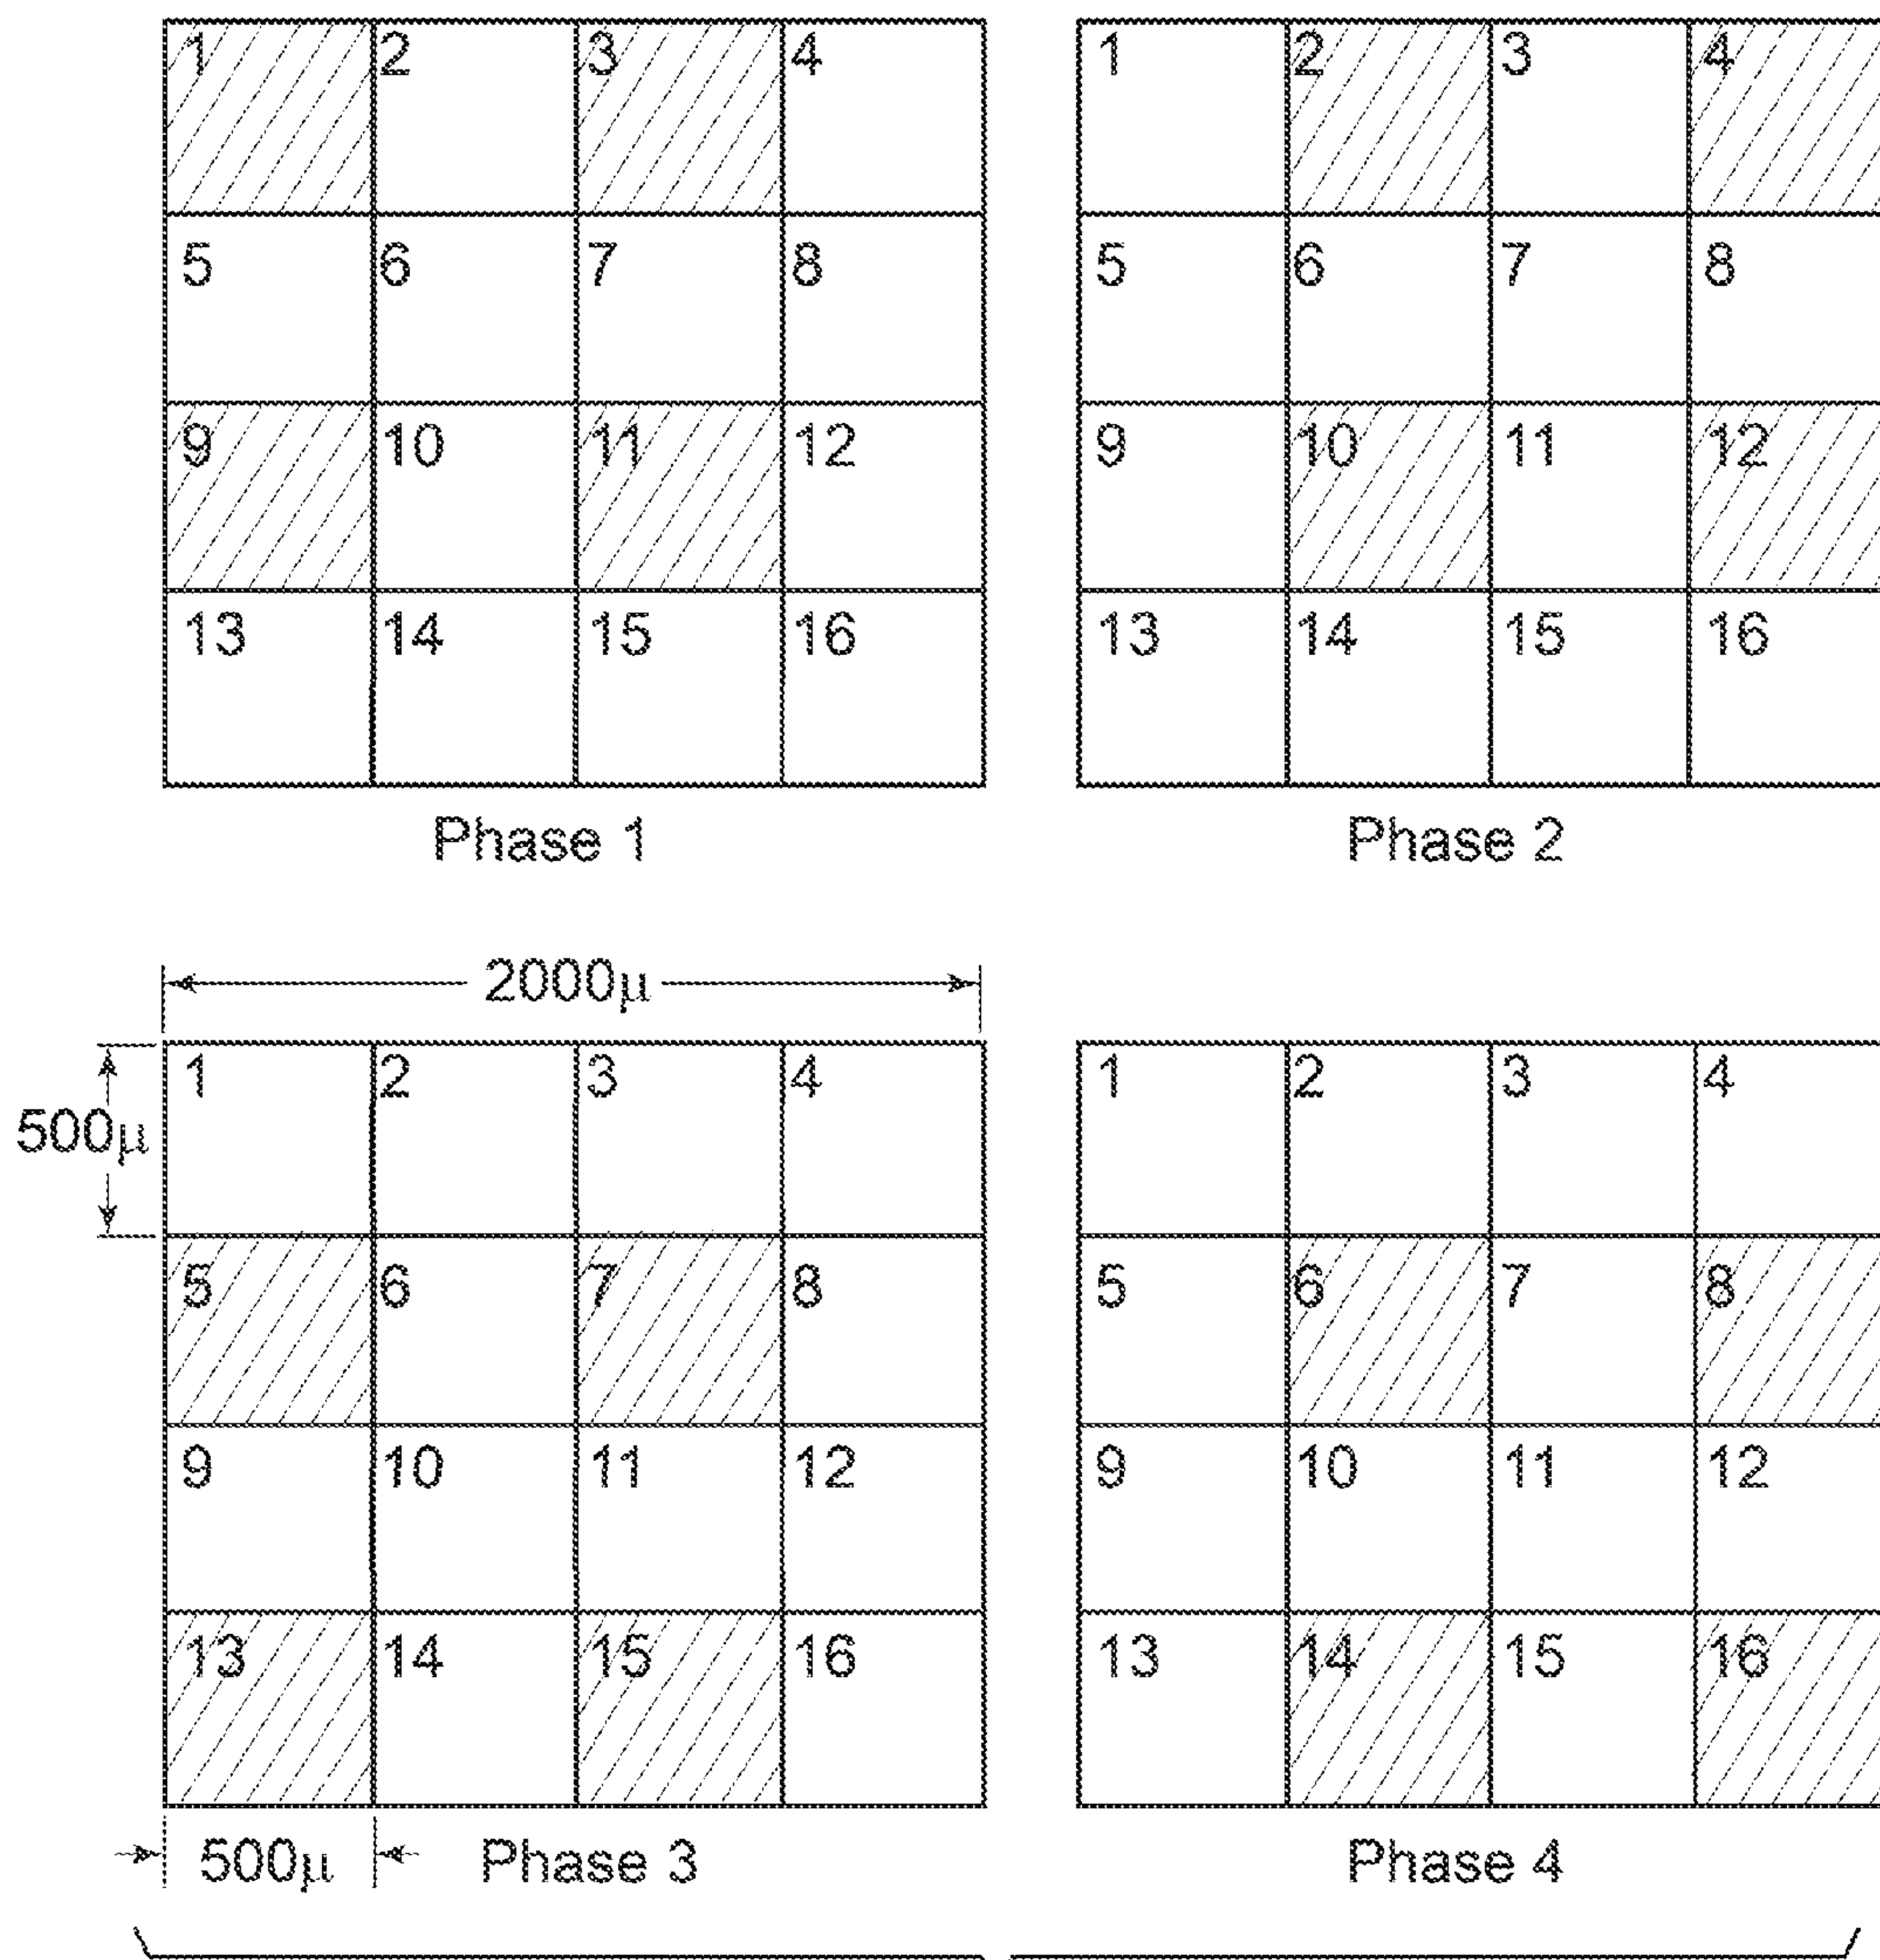 1 2 3 4 1 2 3 4
5 6 7 8 5 6 7 8
9 10 11 12 9 10 11 12
13 14 15 16 13 14 15 16
Phase 1 Phase 2
2000μ
1 2 3 4 1 2 3 4
500μ
5 6 7 8 5 6 7 8
9 10 11 12 9 10 11 12
13 14 15 16 13 14 15 16
500μ Phase 3 Phase 4